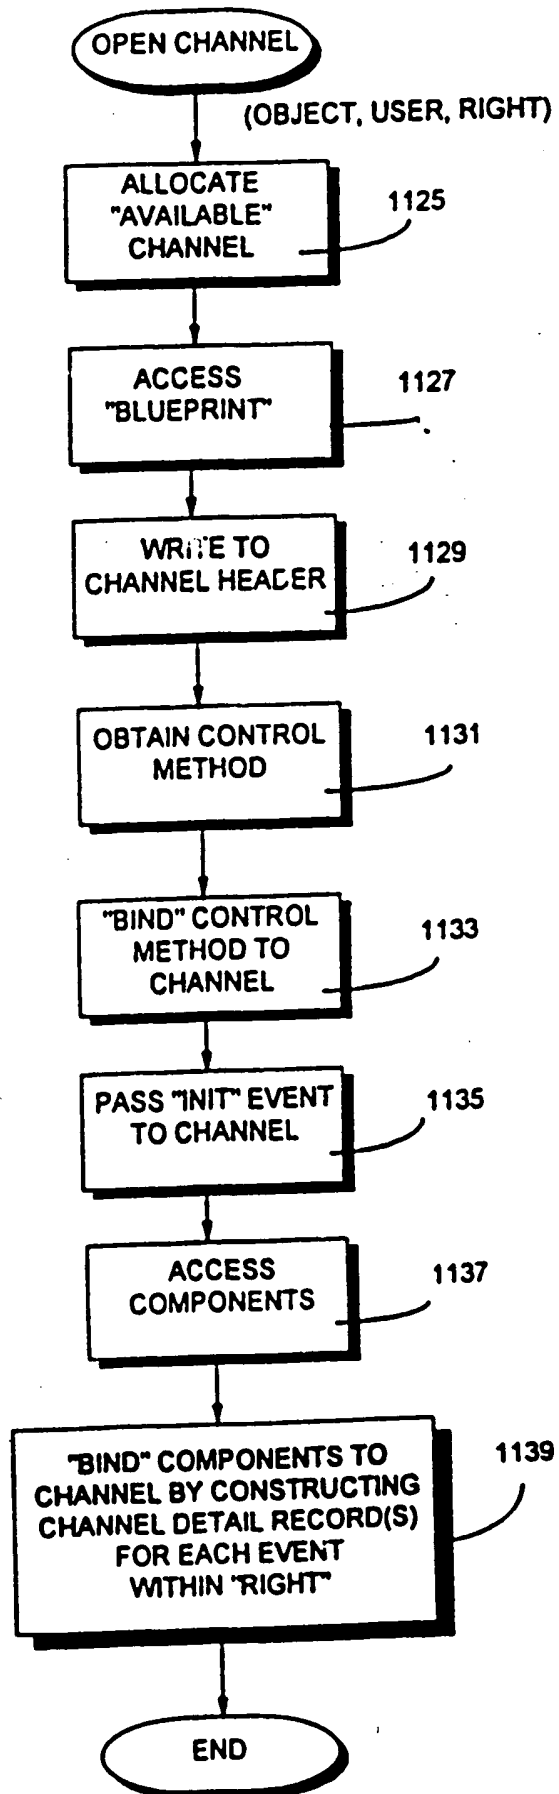 OPEN CHANNEL
(OBJECT, USER, RIGHT)
ALLOCATE
"AVAILABLE"
CHANNEL
1125
ACCESS
"BLUEPRINT"
1127
WRITE TO
CHANNEL HEADER
1129
OBTAIN CONTROL
METHOD
1131
"BIND" CONTROL
METHOD TO
CHANNEL
1133
PASS "INIT" EVENT
TO CHANNEL
1135
ACCESS
COMPONENTS
1137
"BIND" COMPONENTS TO
CHANNEL BY CONSTRUCTING
CHANNEL DETAIL RECORD(S)
FOR EACH EVENT
WITHIN "RIGHT"
1139
END